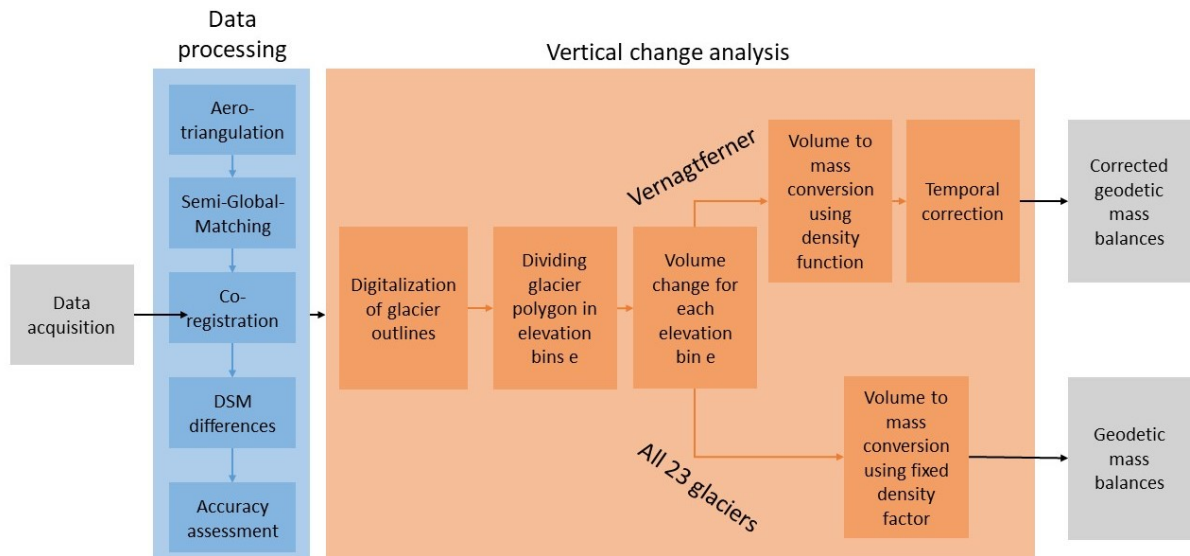 Data
processing
Vertical change analysis
Data
acquisition
Aero-
triangulation
Semi-Global-
Matching
Co-
registration
DSM
differences
Accuracy
assessment
Digitalization
of glacier
outlines
Dividing
glacier
polygon in
elevation
bins e
Volume
change for
each
elevation
bin e
Vernagtferner
Volume to
mass
conversion
using
density
function
Temporal
correction
Corrected
geodetic
mass
balances
All 23 glaciers
Volume to
mass
conversion
using fixed
density
factor
Geodetic
mass
balances